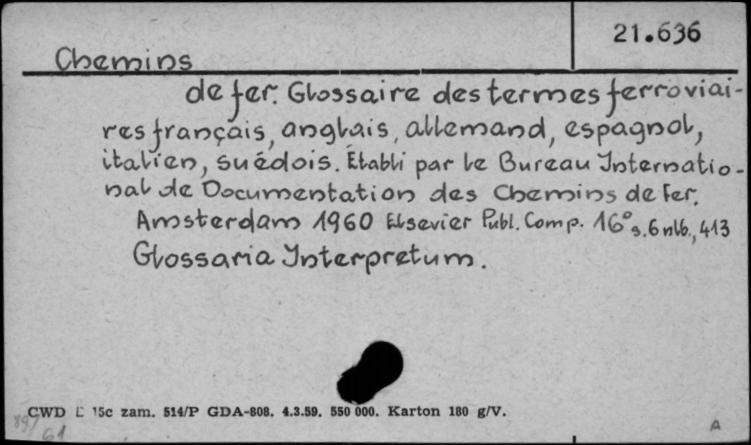 21.636
Chemins
de fer. Glossaire des termes ferroviai-
res français, anglais, allemand, espagnol,
italien, suédois. Établi par le Bureau Internatio-
nal de Documentation des Chemins de Fer.
Amsterdam 1960 Elsevier Publ. Comp. 16° s. 6 nlb., 413
Glossaria Interpretum.
CWD E 15c zam. 514/P GDA-808. 4.3.59. 550 000. Karton 180 g/V.
61
A